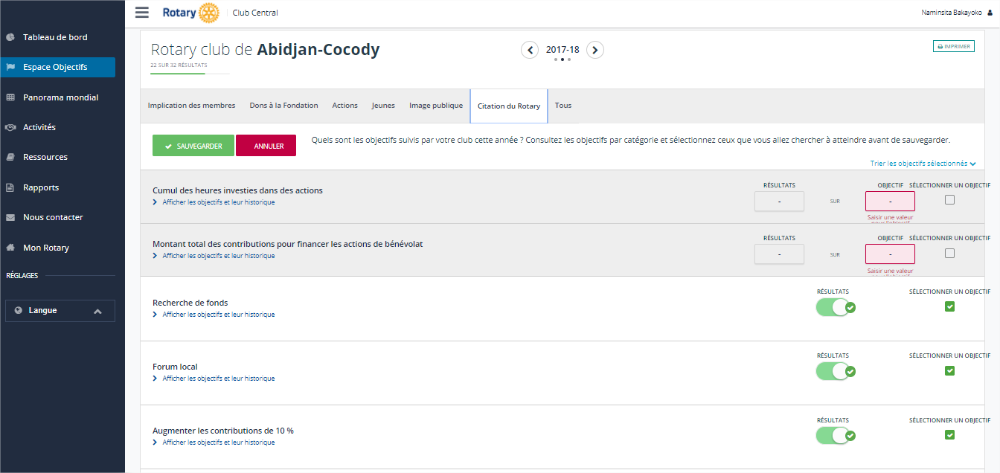 Rotary
Club Central
Naminsita Bakayoko
Tableau de bord
Espace Objectifs
Panorama mondial
Activités
Ressources
Rapports
Nous contacter
Mon Rotary
RÉGLAGES
Langue
Rotary club de Abidjan-Cocody
22 SUR 32 RÉSULTATS
2017-18
IMPRIMER
Implication des membres
Dons à la Fondation
Actions
Jeunes
Image publique
Citation du Rotary
Tous
SAUVEGARDER
ANNULER
Quels sont les objectifs suivis par votre club cette année ? Consultez les objectifs par catégorie et sélectionnez ceux que vous allez chercher à atteindre avant de sauvegarder.
Trier les objectifs sélectionnés
Cumul des heures investies dans des actions
Afficher les objectifs et leur historique
RÉSULTATS
-
SUR
OBJECTIF
-
Saisir une valeur
pour l'objectif
SÉLECTIONNER UN OBJECTIF
Montant total des contributions pour financer les actions de bénévolat
Afficher les objectifs et leur historique
RÉSULTATS
-
SUR
OBJECTIF
-
Saisir une valeur
pour l'objectif
SÉLECTIONNER UN OBJECTIF
Recherche de fonds
Afficher les objectifs et leur historique
RÉSULTATS
SÉLECTIONNER UN OBJECTIF
Forum local
Afficher les objectifs et leur historique
RÉSULTATS
SÉLECTIONNER UN OBJECTIF
Augmenter les contributions de 10 %
Afficher les objectifs et leur historique
RÉSULTATS
SÉLECTIONNER UN OBJECTIF